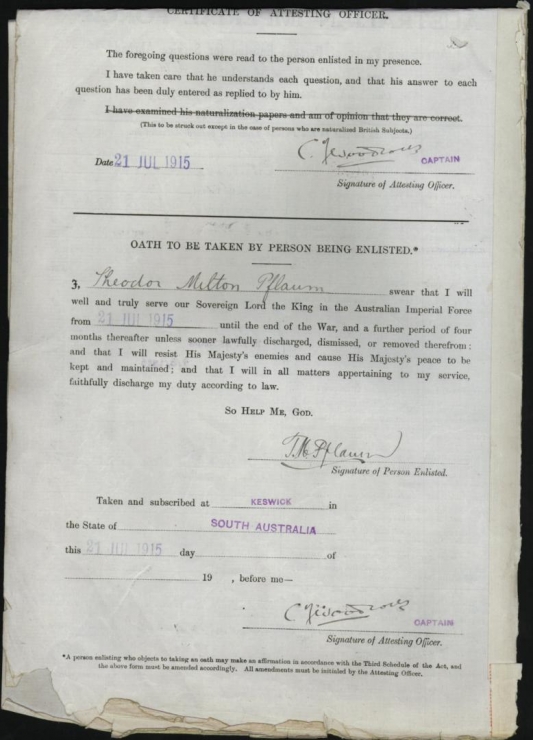 CERTIFICATE OF ATTESTING OFFICER.
The foregoing questions were read to the person enlisted in my presence.
I have taken care that he understands each question, and that his answer to each
question has been duly entered as replied to by him.
I have examined his naturalization papers and am of opinion that they are correct.
(This to be struck out except in the case of persons who are naturalized British Subjects.)
Date 21 JUL 1915
CAPTAIN
Signature of Attesting Officer.
OATH TO BE TAKEN BY PERSON BEING ENLISTED.*
3, Theodor Milton Pflaum swear that I will
well and truly serve our Sovereign Lord the King in the Australian Imperial Force
from 21 JUL 1915 until the end of the War, and a further period of four
months thereafter unless sooner lawfully discharged, dismissed, or removed therefrom;
and that I will resist His Majesty's enemies and cause His Majesty's peace to be
kept and maintained; and that I will in all matters appertaining to my service,
faithfully discharge my duty according to law.
So Help Me, God.
T. M. Pflaum
Signature of Person Enlisted.
Taken and subscribed at KESWICK in
the State of SOUTH AUSTRALIA
this 21 JUL 1915 day of
19 , before me—
CAPTAIN
Signature of Attesting Officer.
*A person enlisting who objects to taking an oath may make an affirmation in accordance with the Third Schedule of the Act, and
the above form must be amended accordingly. All amendments must be initialed by the Attesting Officer.